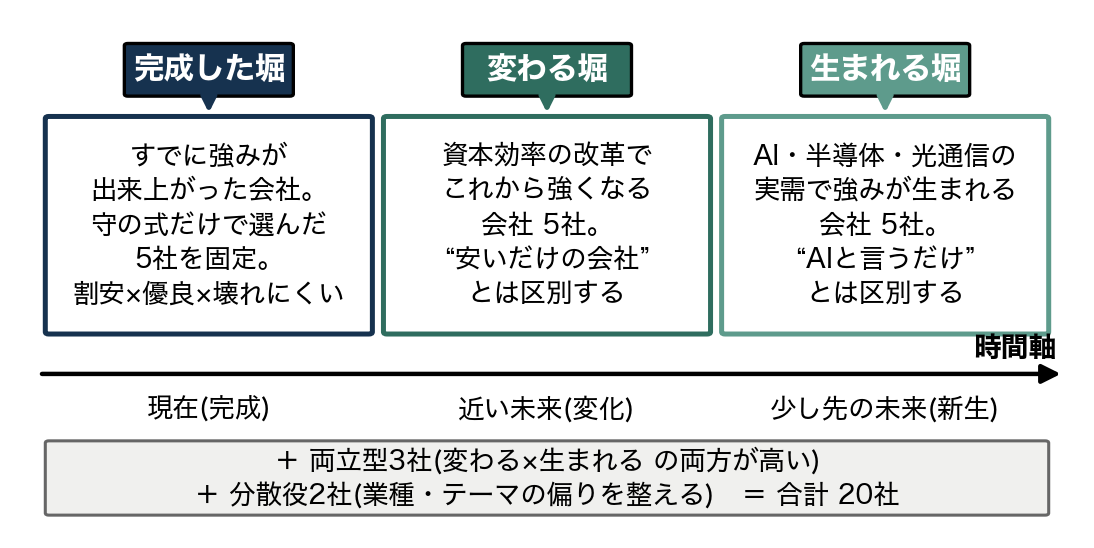 完成した堀
すでに強みが
出来上がった会社。
守の式だけで選んだ
5社を固定。
割安×優良×壊れにくい
変わる堀
資本効率の改革で
これから強くなる
会社 5社。
“安いだけの会社”
とは区別する
生まれる堀
AI・半導体・光通信の
実需で強みが生まれる
会社 5社。
“AIと言うだけ”
とは区別する
時間軸
現在(完成)
近い未来(変化)
少し先の未来(新生)
＋ 両立型3社(変わる×生まれる の両方が高い)
＋ 分散役2社(業種・テーマの偏りを整える)　＝ 合計 20社